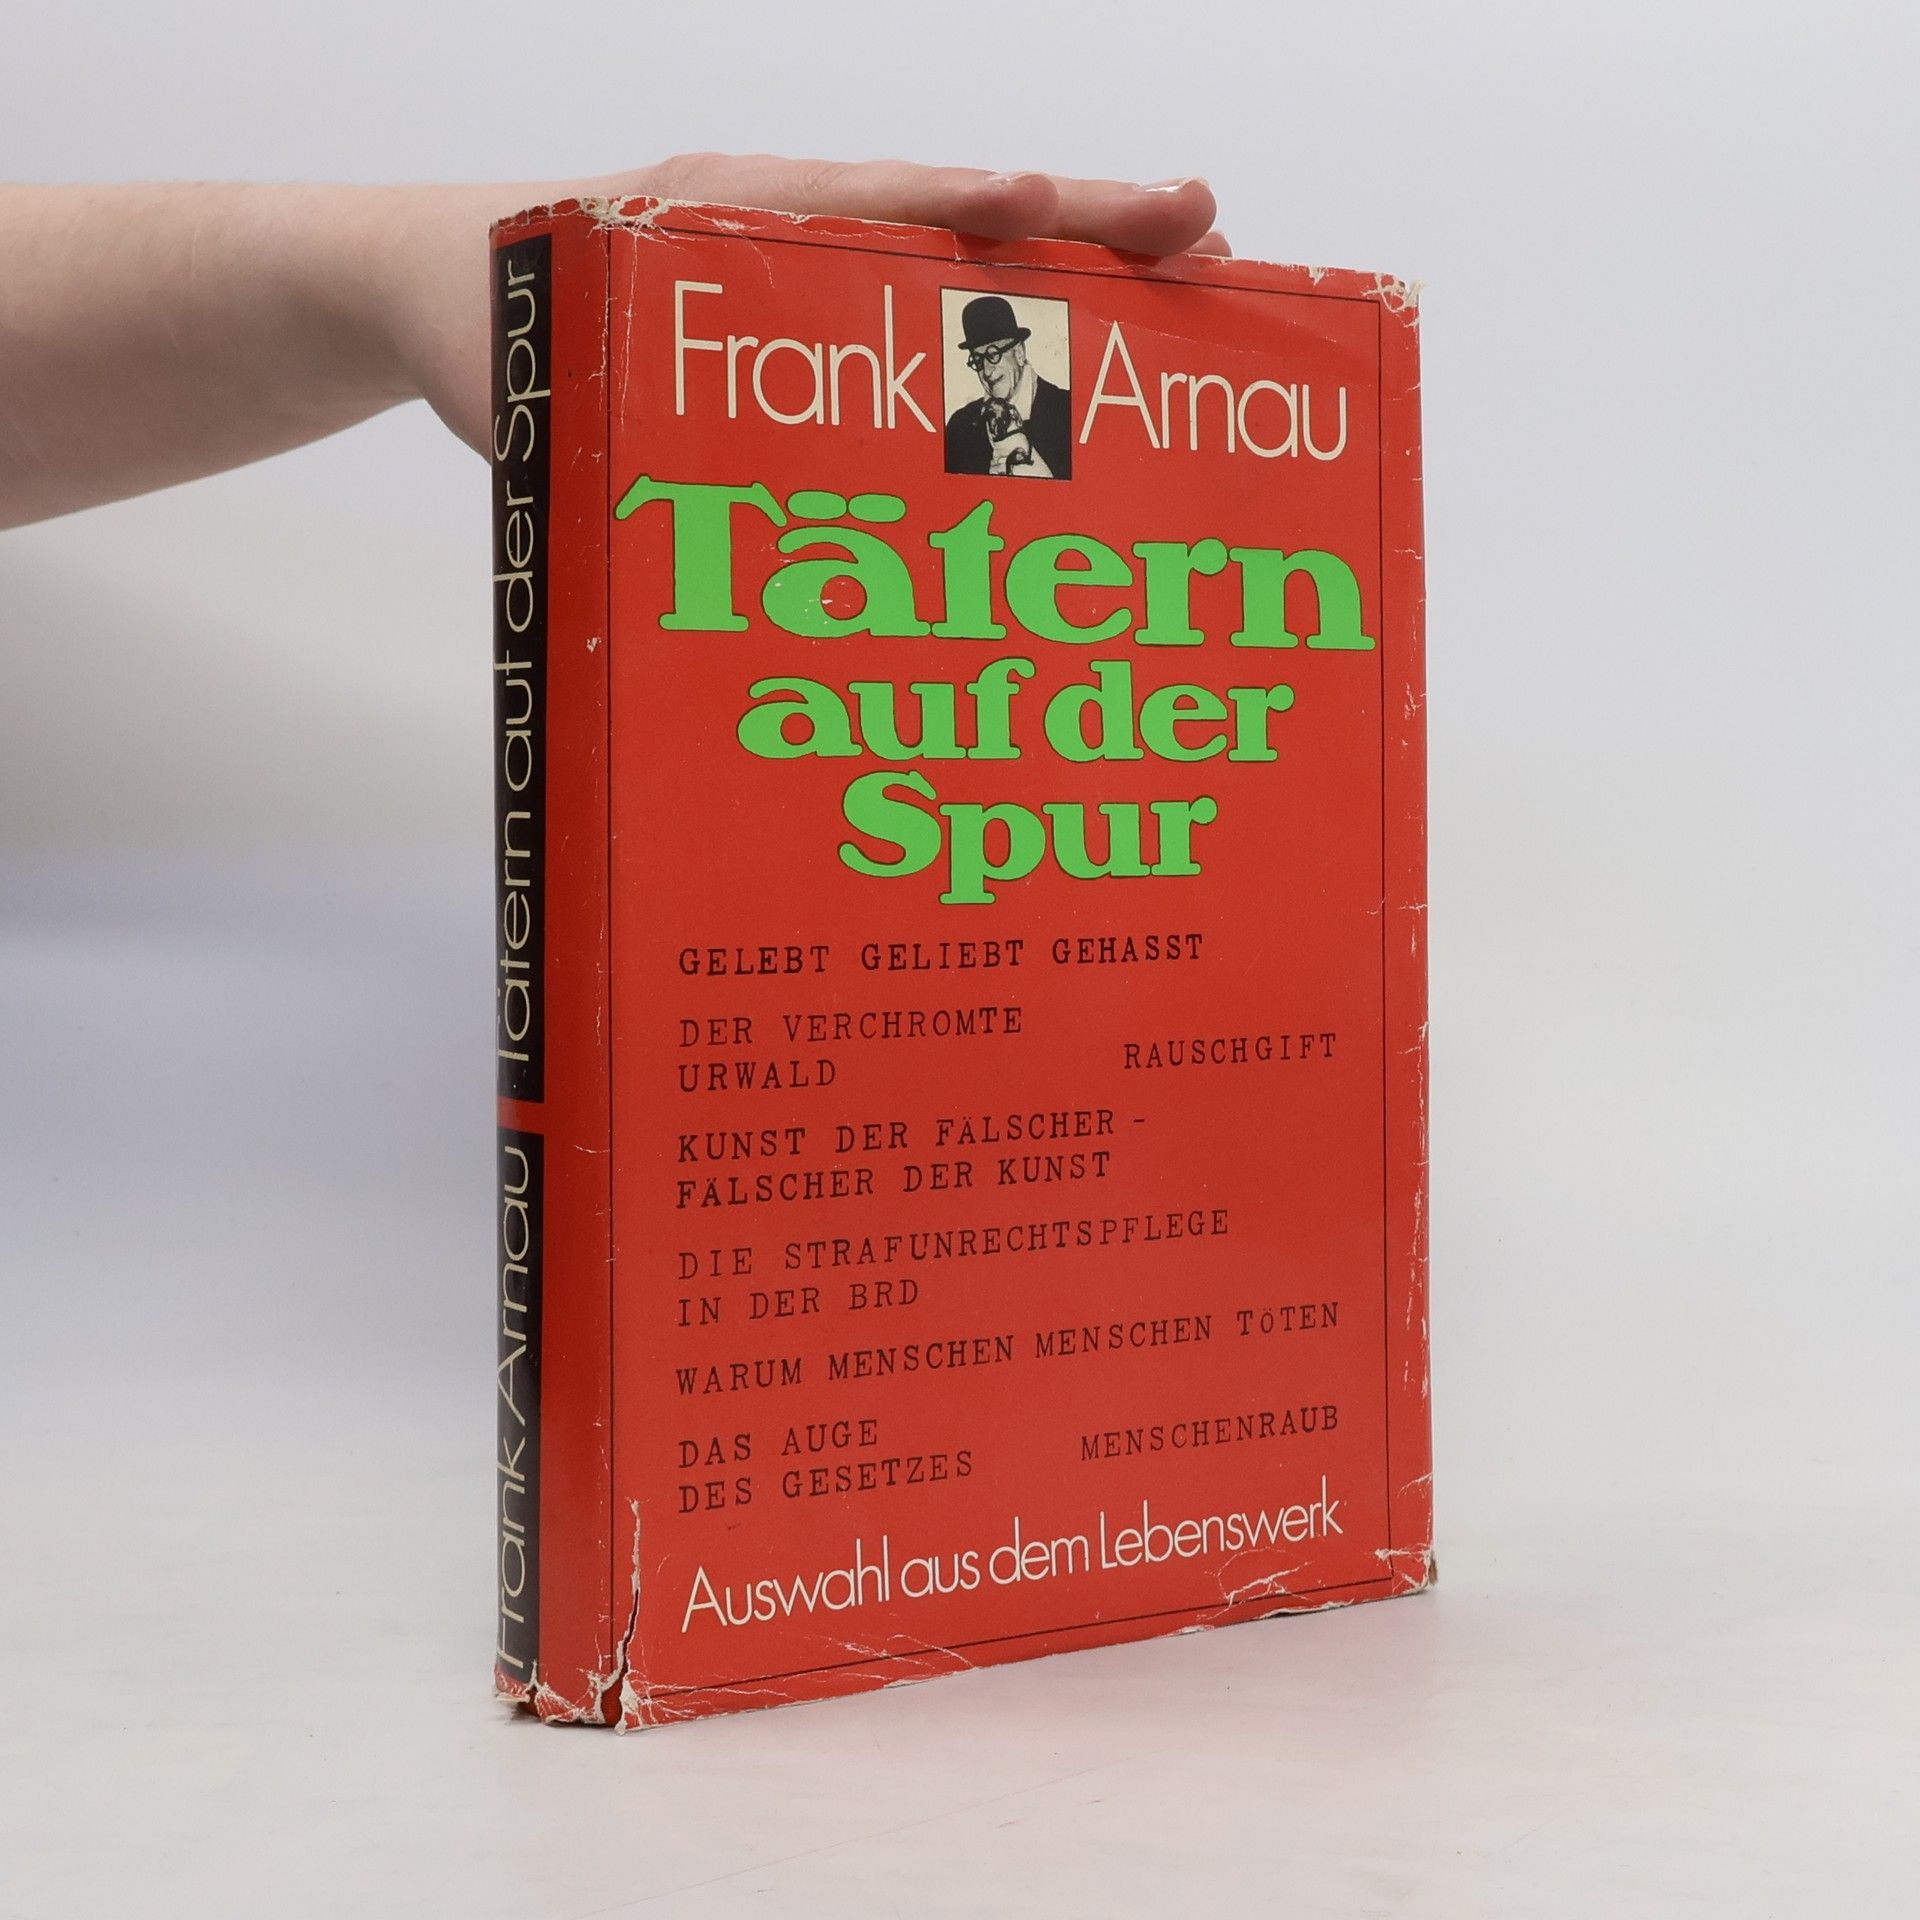 Frank Arnau
Tätern
auf der
Spur
GELEBT GELIEBT GEHASST
DER VERCHROMTE
URWALD
RAUSCHGIFT
KUNST DER FÄLSCHER -
FÄLSCHER DER KUNST
DIE STRAFUNRECHTSPFLEGE
IN DER BRD
WARUM MENSCHEN MENSCHEN TÖTEN
DAS AUGE
DES GESETZES
MENSCHENRAUB
Auswahl aus dem Lebenswerk
Frank Arnau Tätern auf der Spur